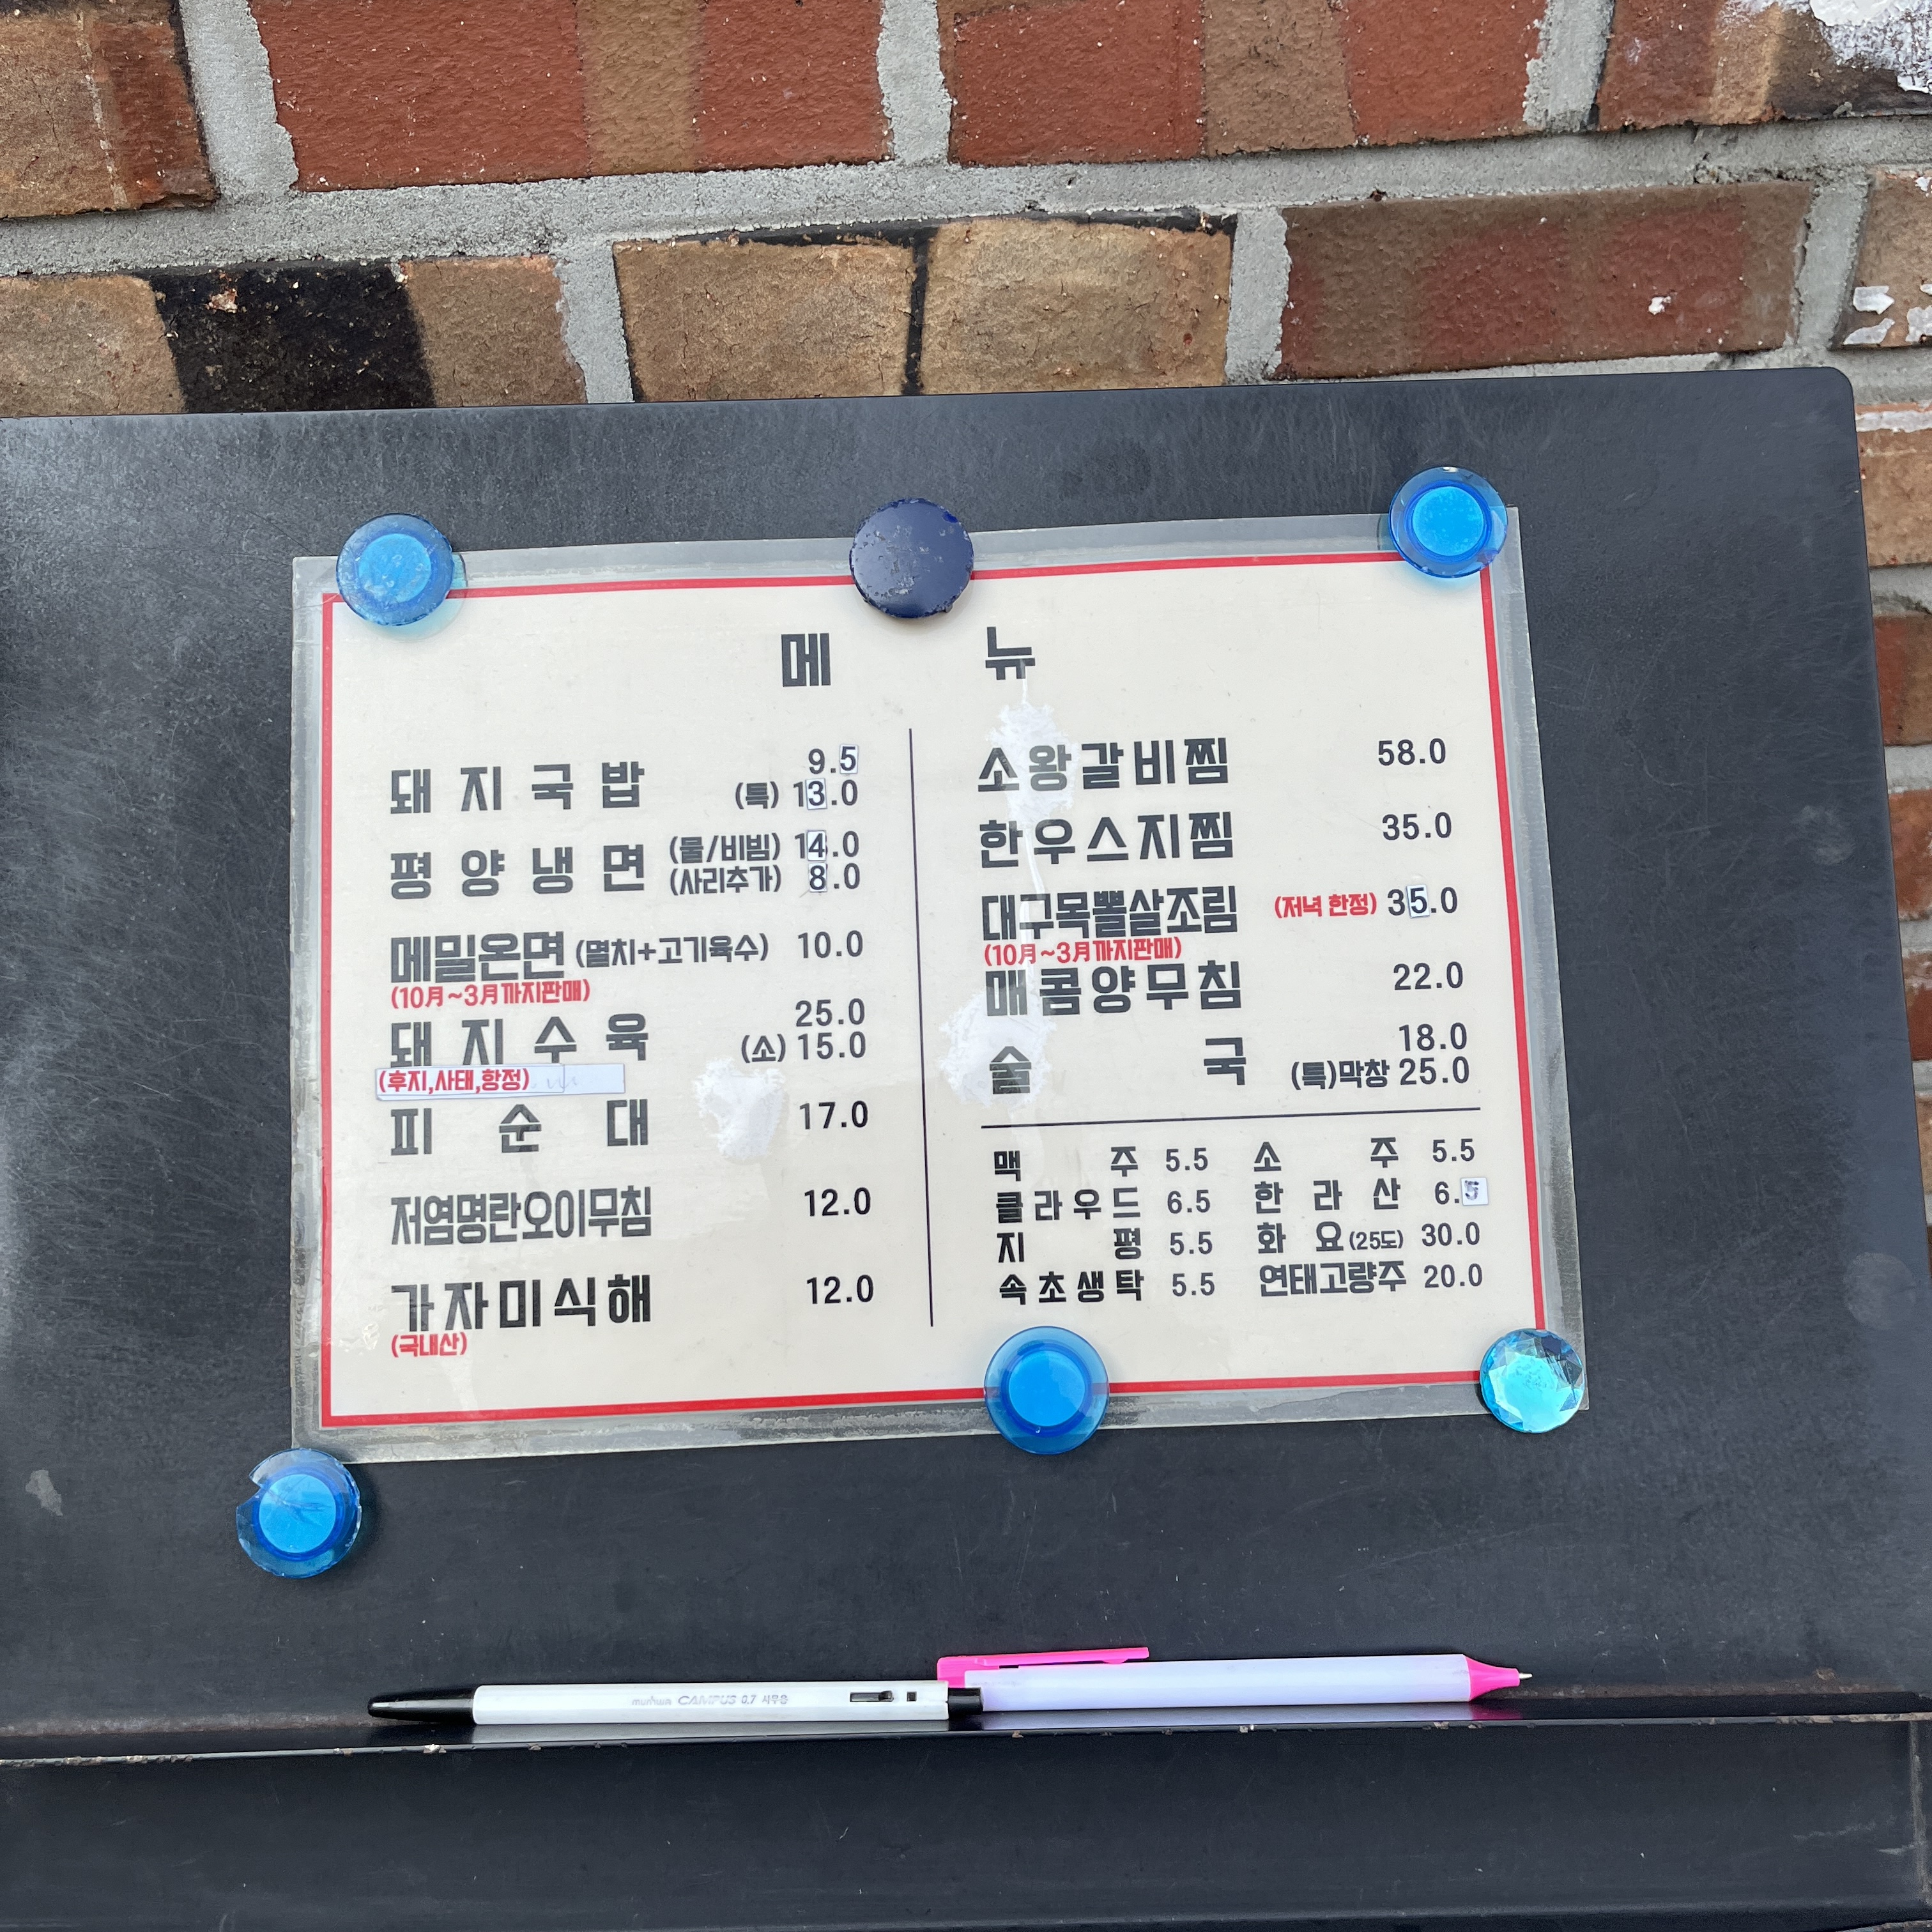 메 뉴
돼지국밥 9.5
(특) 13.0
평양냉면 (물/비빔) 14.0
(사리추가) 8.0
메밀온면 (멸치+고기육수) 10.0
(10月~3月까지판매)
돼지수육 25.0
(소) 15.0
(후지,사태,항정)
피순대 17.0
저염명란오이무침 12.0
가자미식해 12.0
(국내산)
소왕갈비찜 58.0
한우스지찜 35.0
대구목뽈살조림 (저녁 한정) 35.0
(10月~3月까지판매)
매콤양무침 22.0
술국 18.0
(특)막창 25.0
맥주 5.5 소주 5.5
클라우드 6.5 한라산 6.5
지평 5.5 화요(25도) 30.0
속초생탁 5.5 연태고량주 20.0
munhwa CAMPUS 0.7 사무용